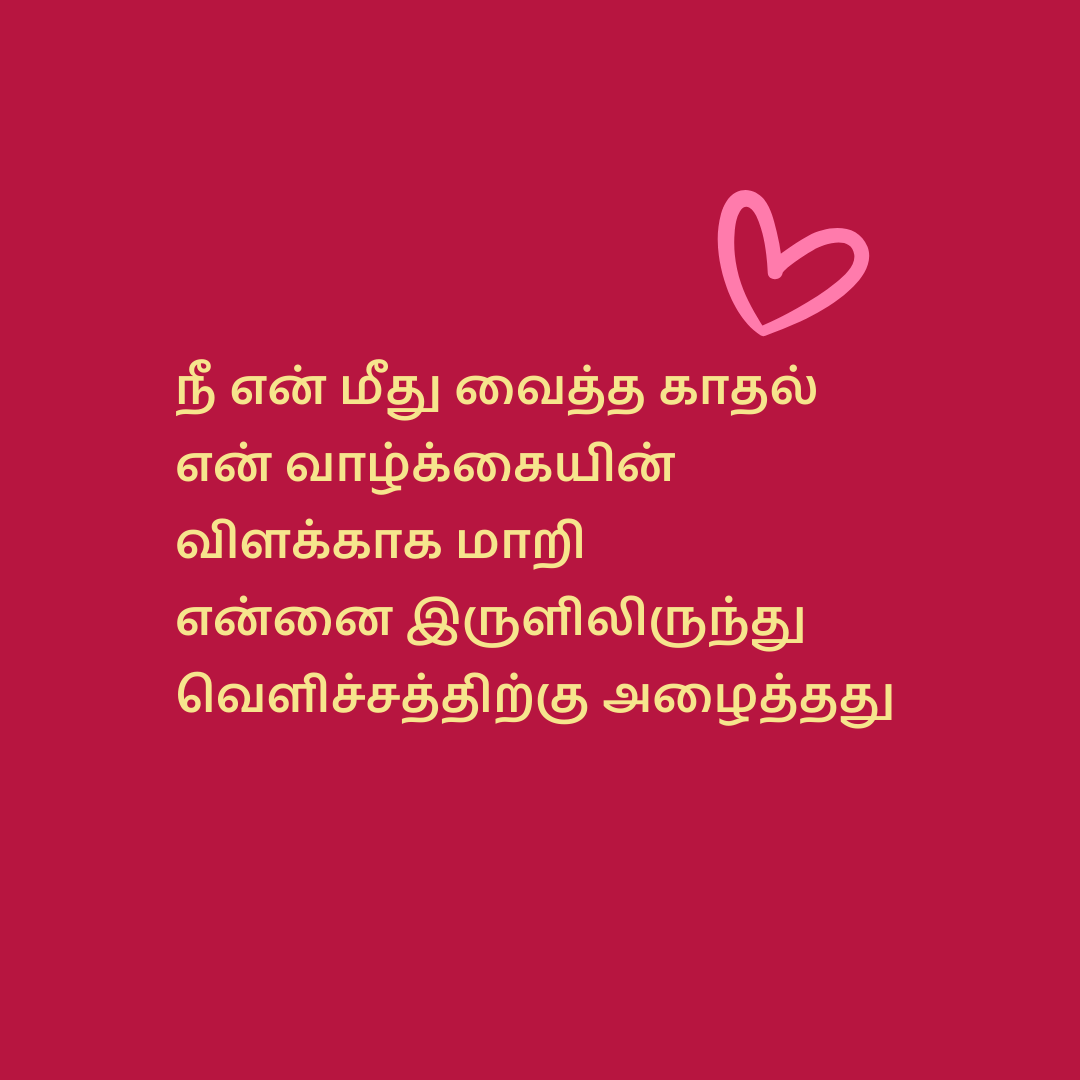 நீ என் மீது வைத்த காதல்
என் வாழ்க்கையின்
விளக்காக மாறி
என்னை இருளிலிருந்து
வெளிச்சத்திற்கு அழைத்தது